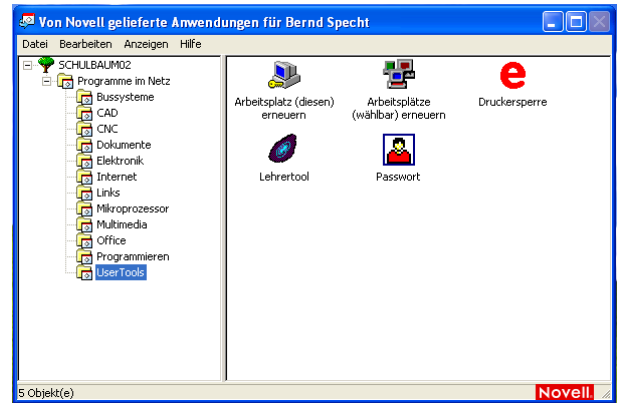 Von Novell gelieferte Anwendungen für Bernd Specht
Datei Bearbeiten Anzeigen Hilfe
SCHULBAUM02
Programme im Netz
Bussysteme
CAD
CNC
Dokumente
Elektronik
Internet
Links
Mikroprozessor
Multimedia
Office
Programmieren
UserTools
Arbeitsplatz (diesen)
erneuern
Arbeitsplätze
(wählbar) erneuern
Druckersperre
Lehrertool
Passwort
5 Objekt(e)
Novell.